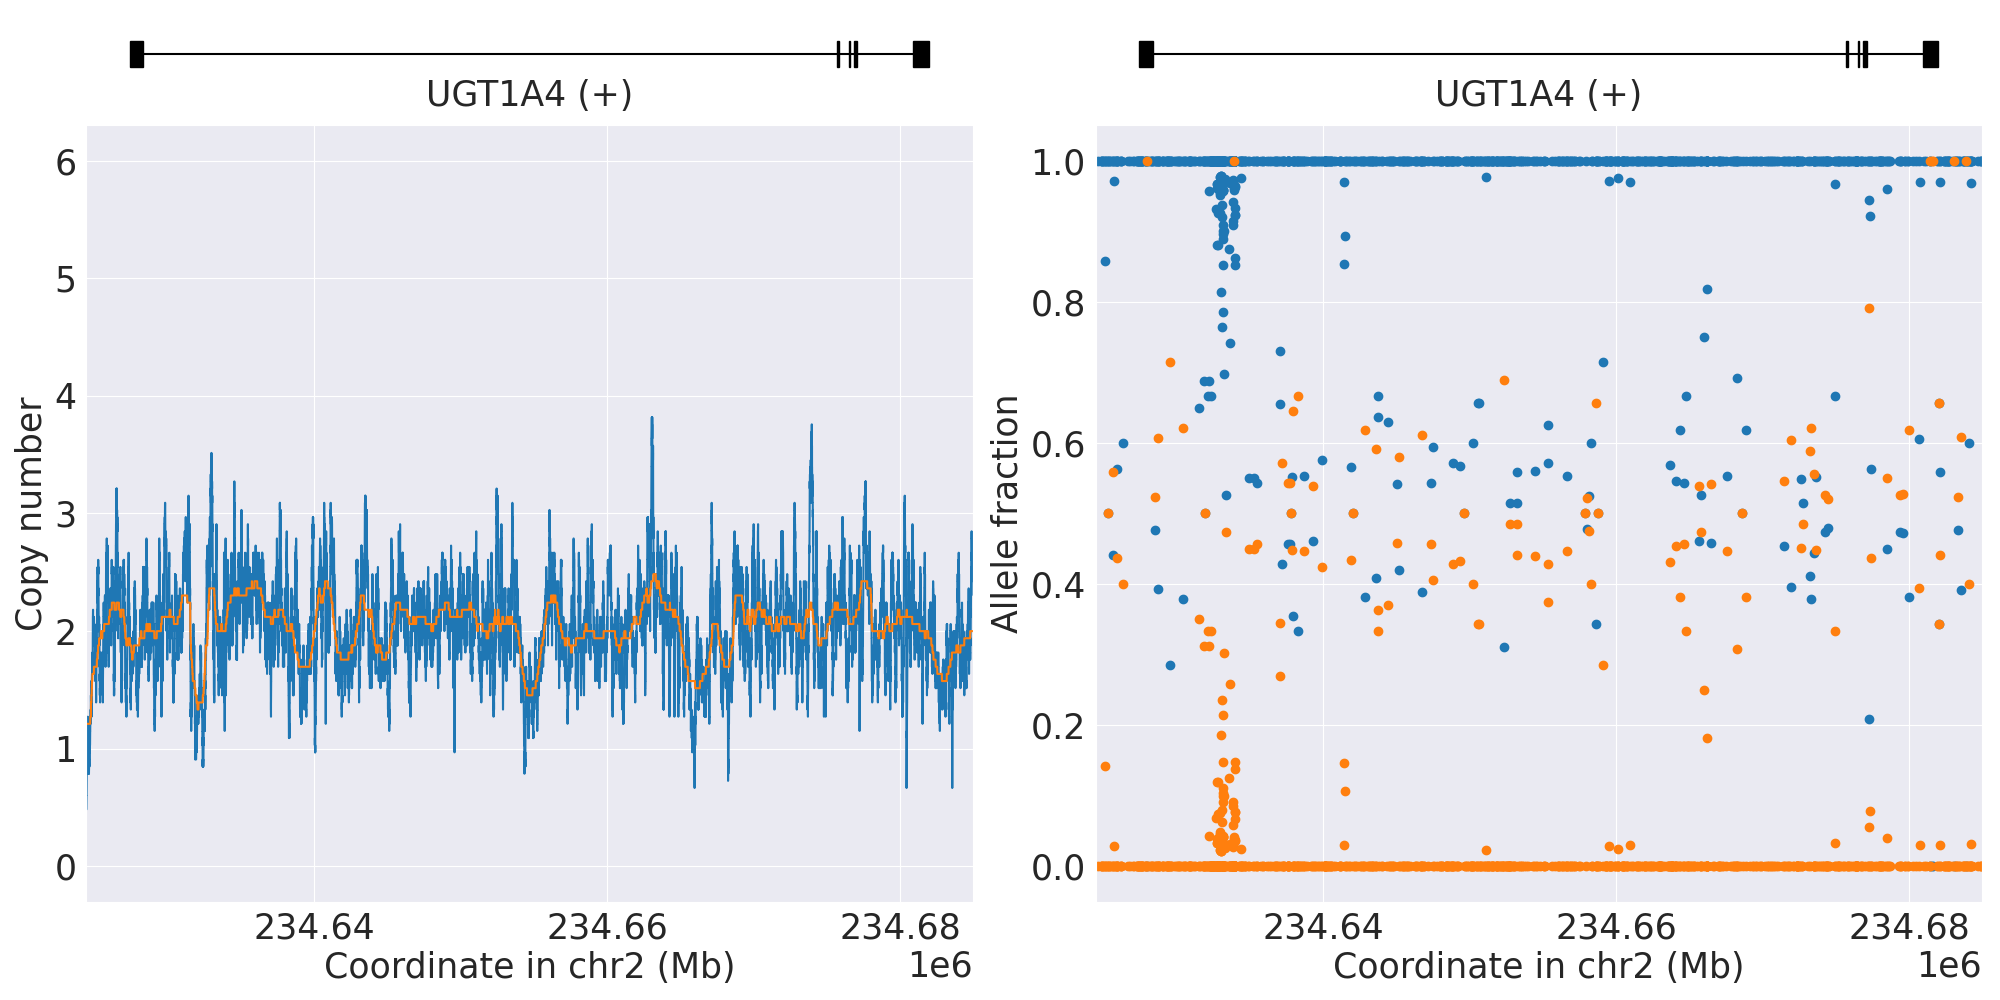 UGT1A4 (+)
6
5
4
3
2
1
0
Copy number
234.64 234.66 234.68
Coordinate in chr2 (Mb) 1e6
UGT1A4 (+)
1.0
0.8
0.6
0.4
0.2
0.0
Allele fraction
234.64 234.66 234.68
Coordinate in chr2 (Mb) 1e6